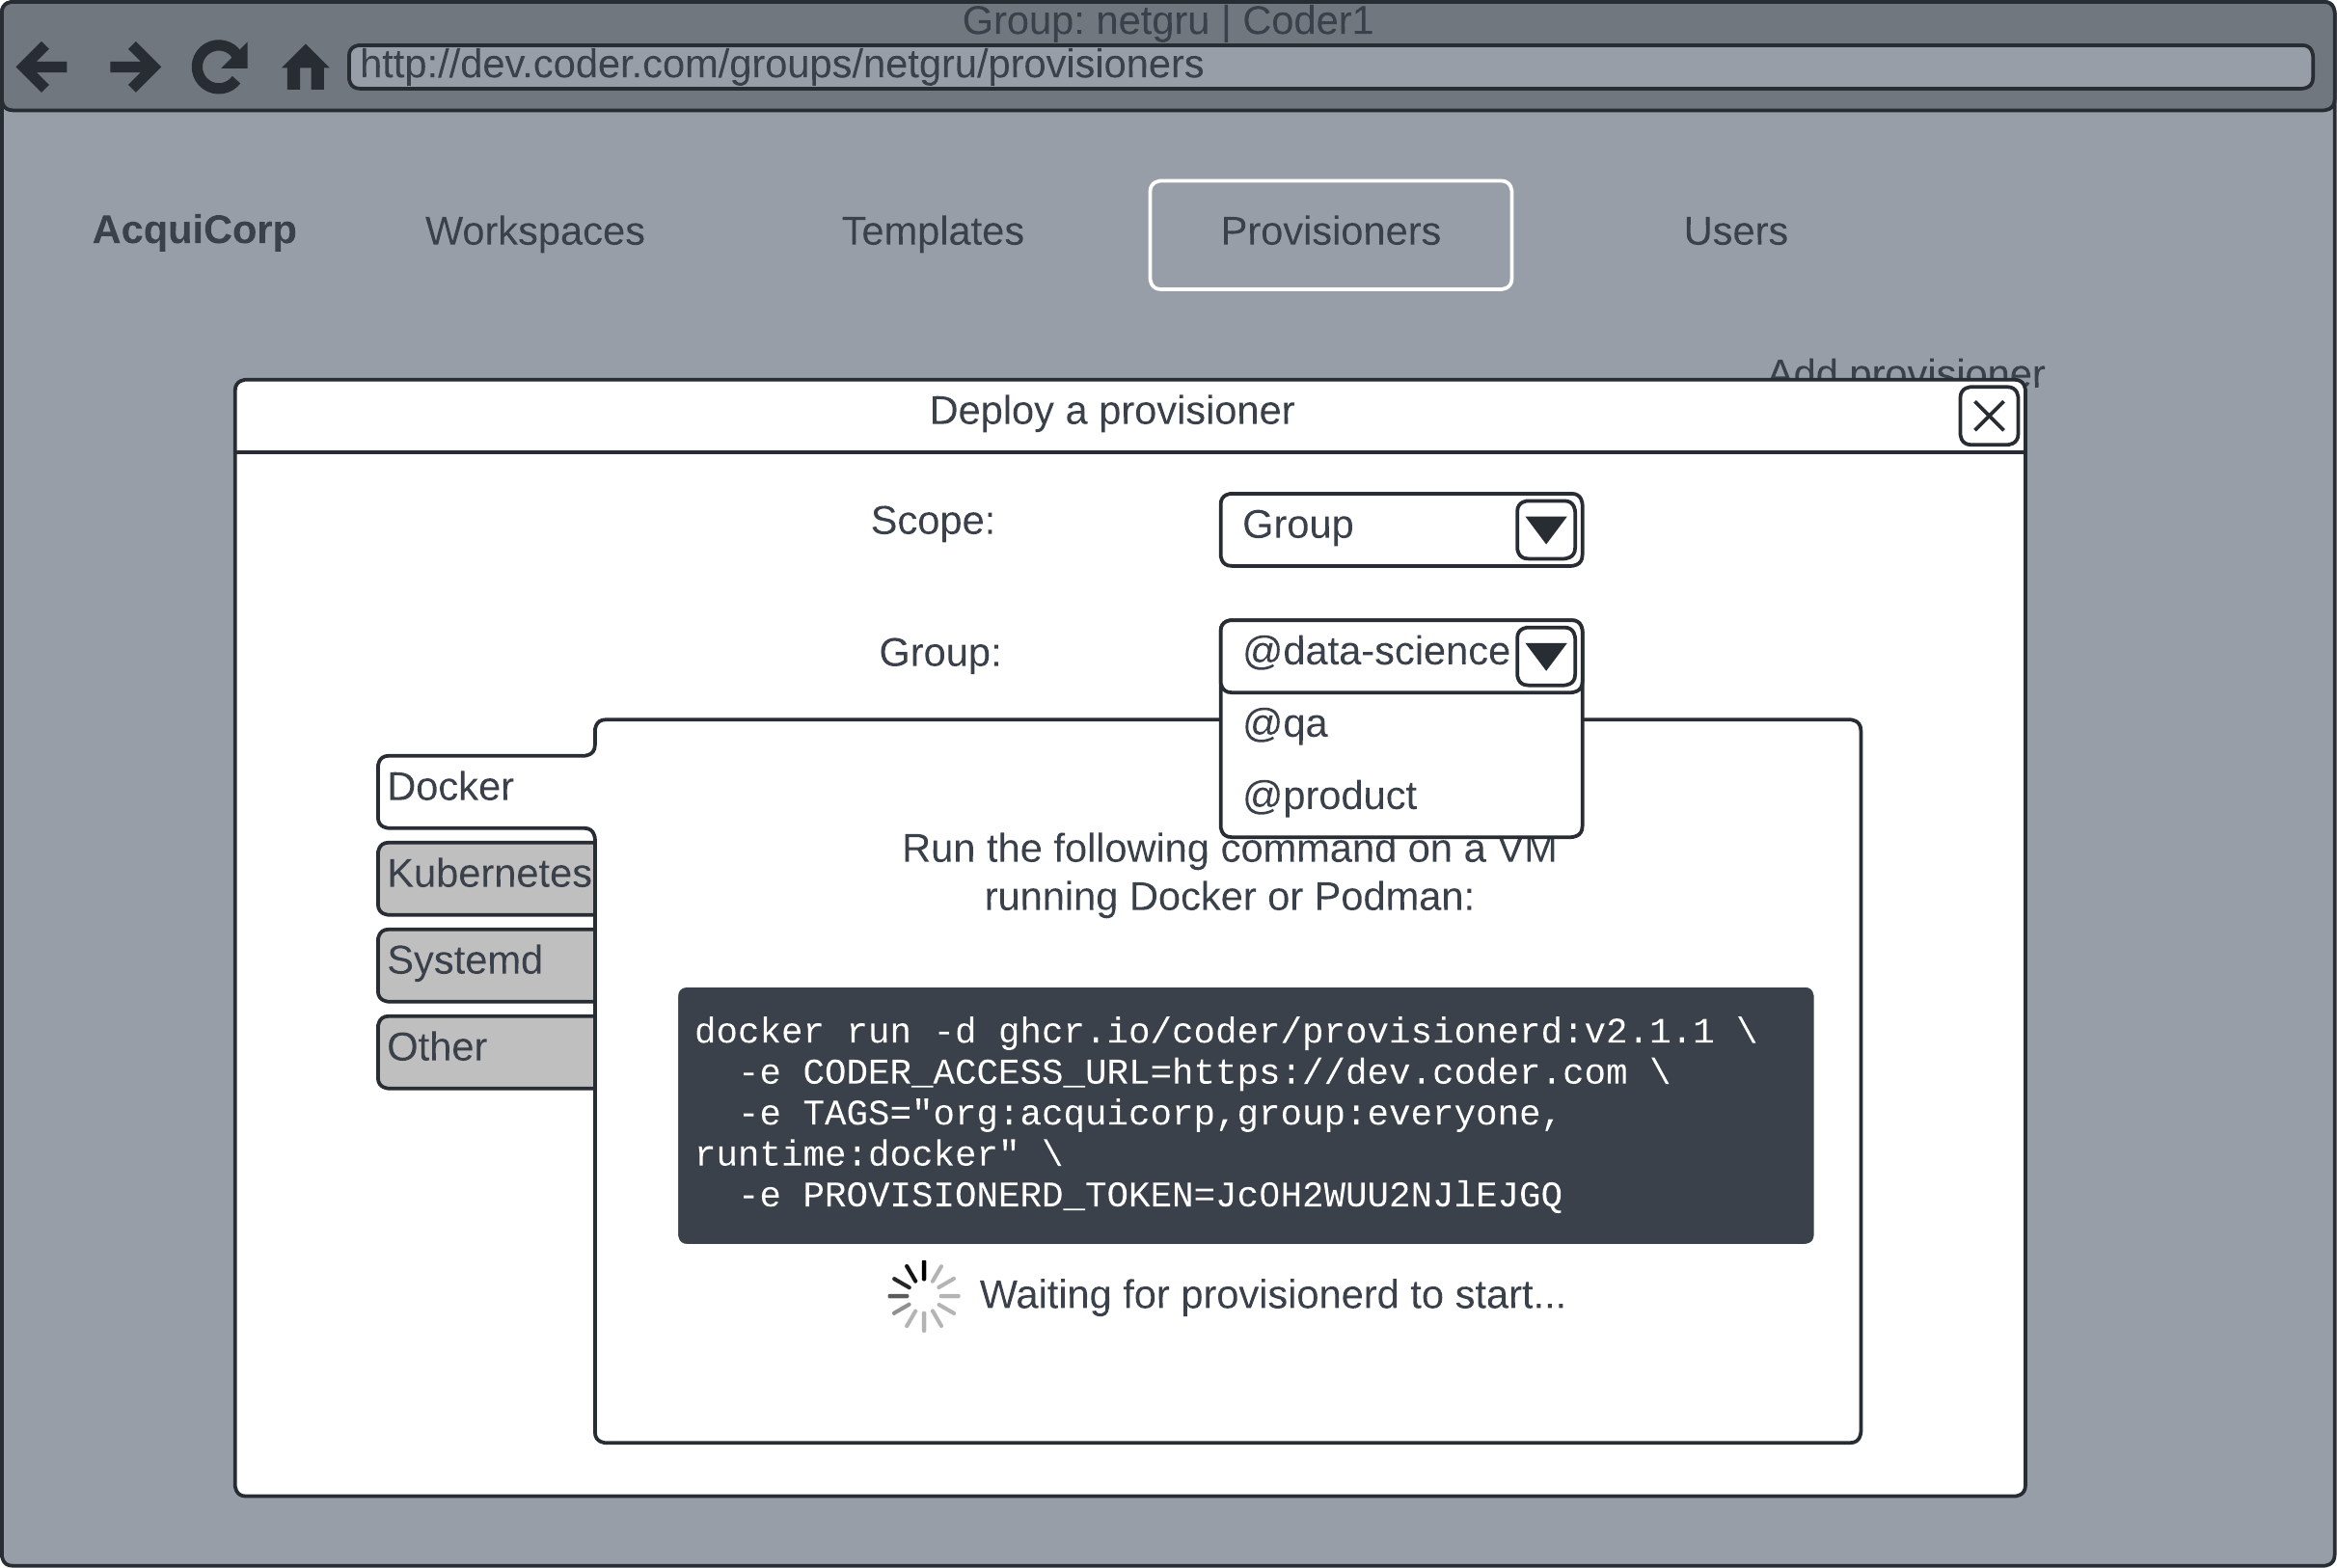 Group: netgru | Coder1
http://dev.coder.com/groups/netgru/provisioners
AcquiCorp
Workspaces
Templates
Provisioners
Users
Add provisioner
Deploy a provisioner
Scope:
Group
Group:
@data-science
@qa
@product
Docker
Kubernetes
Systemd
Other
Run the following command on a VM
running Docker or Podman:
docker run -d ghcr.io/coder/provisionerd:v2.1.1 \
-e CODER_ACCESS_URL=https://dev.coder.com \
-e TAGS="org:acquicorp,group:everyone,
runtime:docker" \
-e PROVISIONERD_TOKEN=JcOH2WUU2NJlEJGQ
Waiting for provisionerd to start...